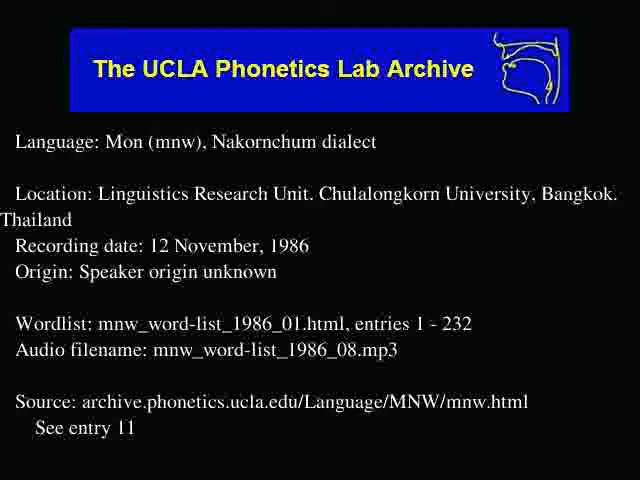 The UCLA Phonetics Lab Archive
Language: Mon (mnw), Nakornchum dialect
Location: Linguistics Research Unit. Chulalongkorn University, Bangkok.
Thailand
Recording date: 12 November, 1986
Origin: Speaker origin unknown
Wordlist: mnw_word-list_1986_01.html, entries 1 - 232
Audio filename: mnw_word-list_1986_08.mp3
Source: archive.phonetics.ucla.edu/Language/MNW/mnw.html
See entry 11